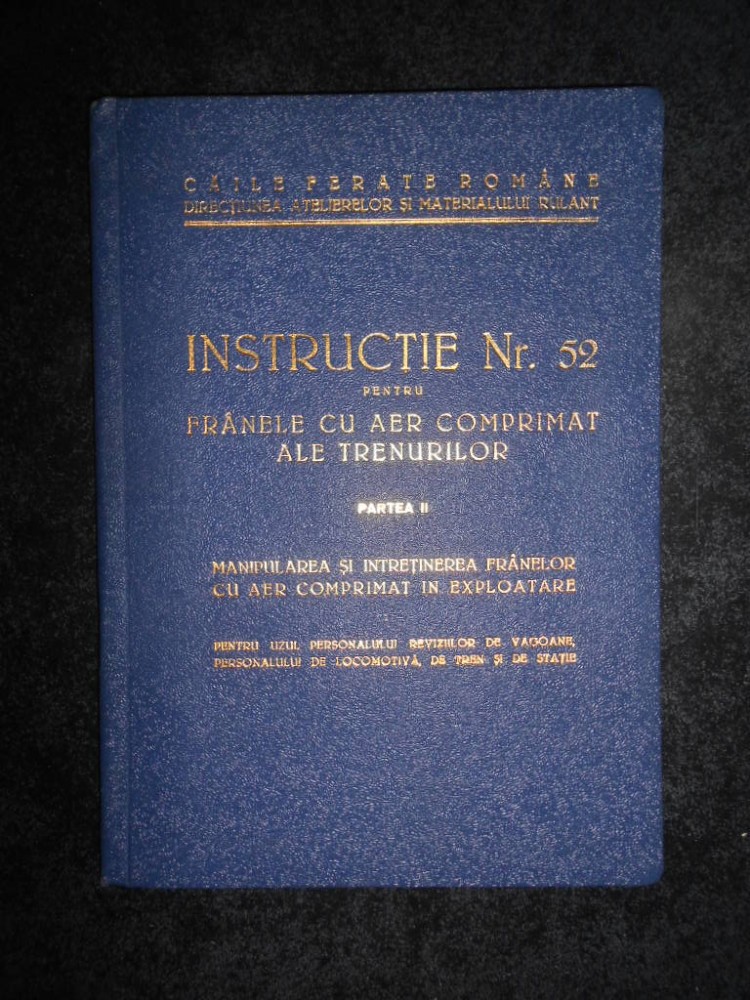 CĂILE FERATE ROMÂNE
DIRECȚIUNEA ATELIERELOR ȘI MATERIALULUI RULANT
INSTRUCȚIE Nr. 52
PENTRU
FRÂNELE CU AER COMPRIMAT
ALE TRENURILOR
PARTEA II
MANIPULAREA ȘI INTREȚINEREA FRÂNELOR
CU AER COMPRIMAT IN EXPLOATARE
PENTRU UZUL PERSONALULUI REVIZIILOR DE VAGOANE,
PERSONALULUI DE LOCOMOTIVĂ, DE TREN ȘI DE STAȚIE